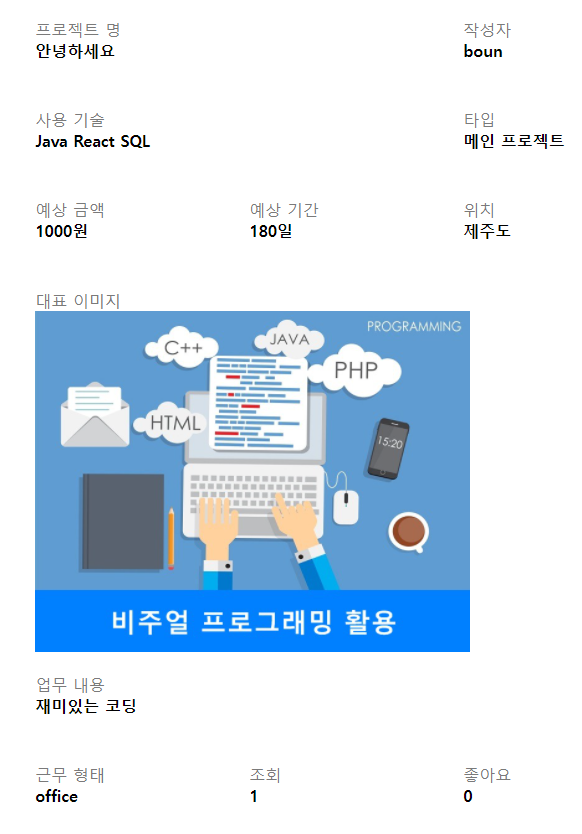 프로젝트 명
안녕하세요
작성자
boun
사용 기술
Java React SQL
타입
메인 프로젝트
예상 금액
1000원
예상 기간
180일
위치
제주도
대표 이미지
PROGRAMMING
C++
JAVA
PHP
HTML
15:20
비주얼 프로그래밍 활용
업무 내용
재미있는 코딩
근무 형태
office
조회
1
좋아요
0